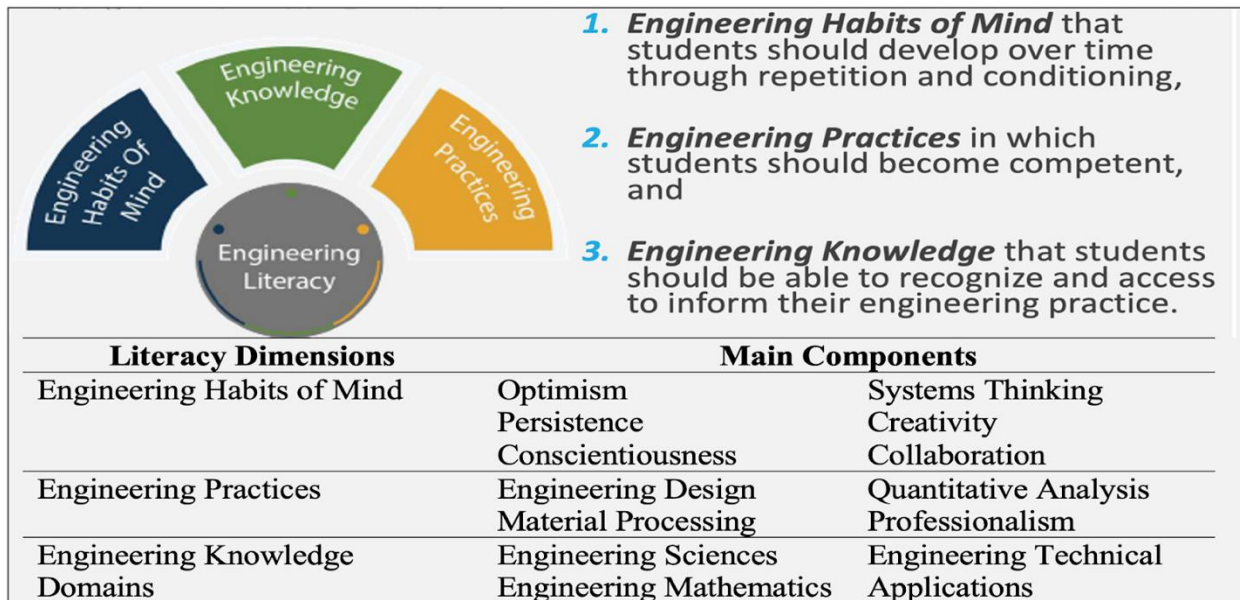 Engineering
Habits Of
Mind
Engineering
Knowledge
Engineering
Practices
Engineering
Literacy
1. Engineering Habits of Mind that
students should develop over time
through repetition and conditioning,
2. Engineering Practices in which
students should become competent,
and
3. Engineering Knowledge that students
should be able to recognize and access
to inform their engineering practice.
Literacy Dimensions Main Components
Engineering Habits of Mind Optimism Systems Thinking
Persistence Creativity
Conscientiousness Collaboration
Engineering Practices Engineering Design Quantitative Analysis
Material Processing Professionalism
Engineering Knowledge Engineering Sciences Engineering Technical
Domains Engineering Mathematics Applications